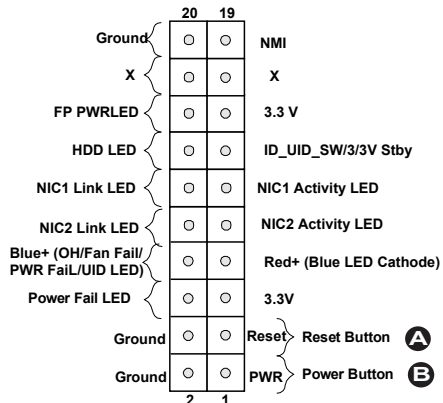 20 19
Ground NMI
X X
FP PWRLED 3.3 V
HDD LED ID_UID_SW/3/3V Stby
NIC1 Link LED NIC1 Activity LED
NIC2 Link LED NIC2 Activity LED
Blue+ (OH/Fan Fail/
PWR FaiL/UID LED) Red+ (Blue LED Cathode)
Power Fail LED 3.3V
Ground Reset Reset Button A
Ground PWR Power Button B
2 1